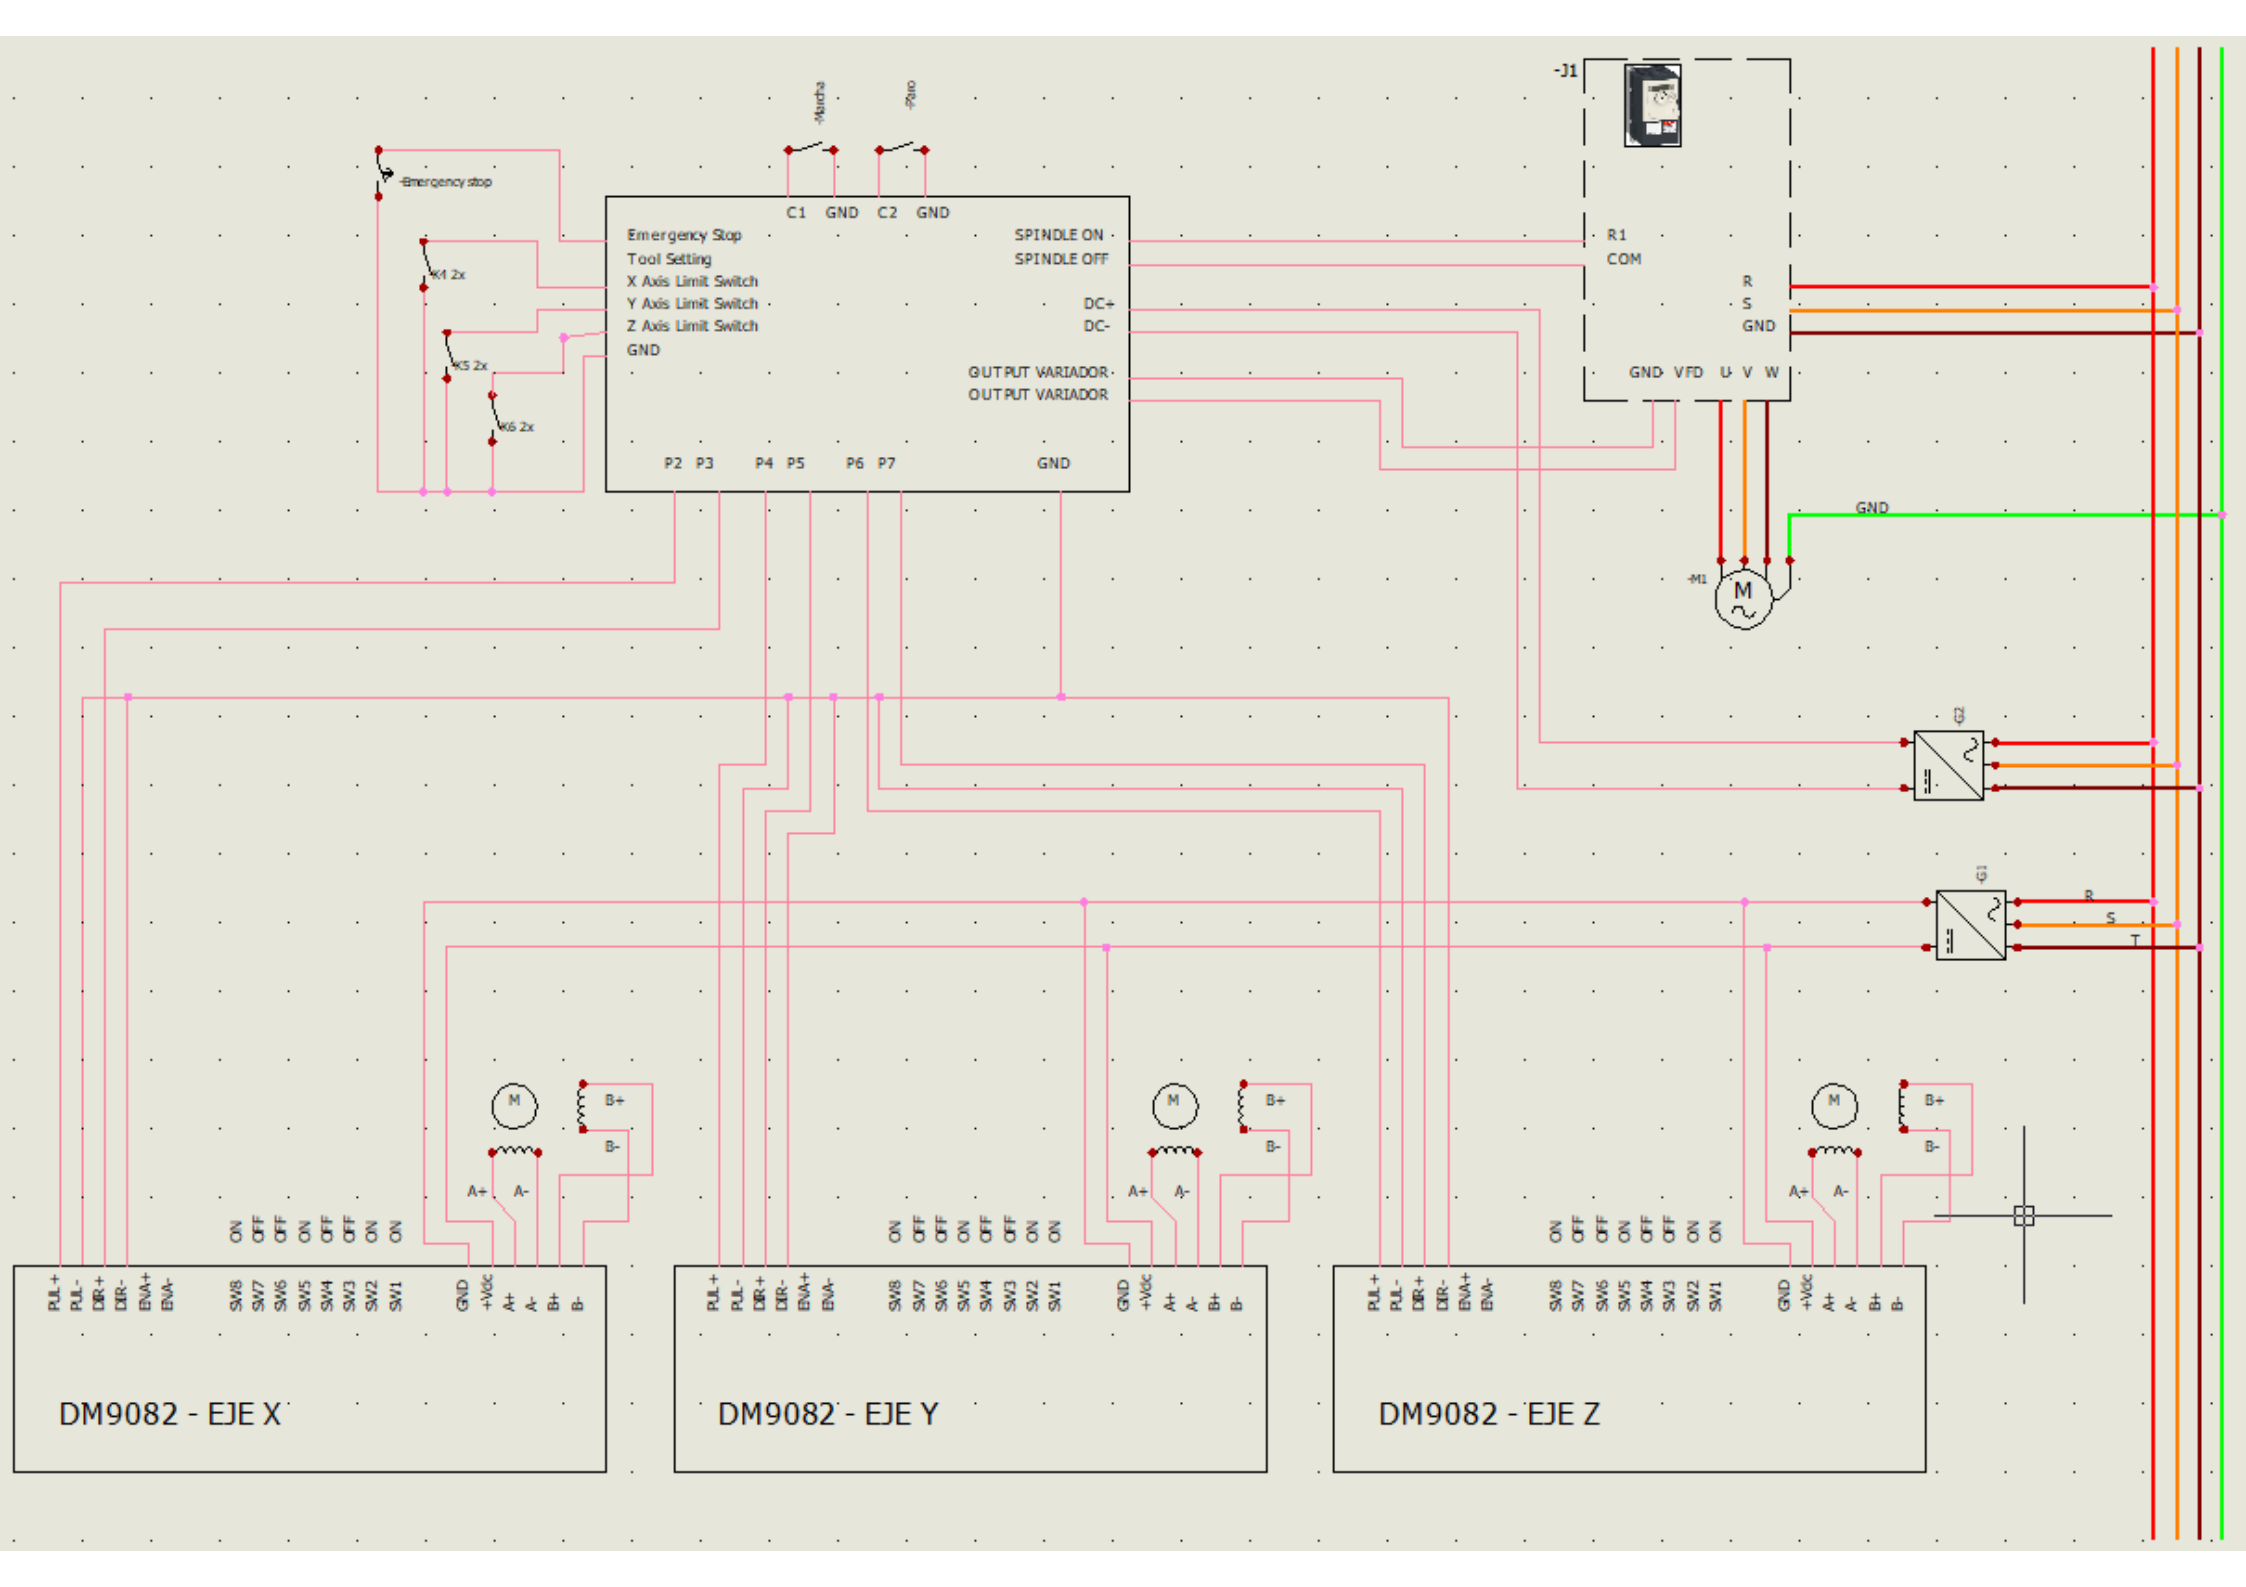 -J1
-Marcha
-Paro
-Emergency stop
C1 GND C2 GND
Emergency Stop
Tool Setting
X Axis Limit Switch
Y Axis Limit Switch
Z Axis Limit Switch
GND
K4 2x
K5 2x
K6 2x
SPINDLE ON
SPINDLE OFF
DC+
DC-
OUTPUT VARIADOR
OUTPUT VARIADOR
P2 P3 P4 P5 P6 P7 GND
R1
COM
R
S
GND
GND VFD U V W
GND
-M1
M
G2
G1
R
S
T
M B+
B-
A+ A-
M B+
B-
A+ A-
M B+
B-
A+ A-
ON OFF OFF ON OFF OFF ON ON
ON OFF OFF ON OFF OFF ON ON
ON OFF OFF ON OFF OFF ON ON
PUL+ PUL- DIR+ DIR- ENA+ ENA- SW8 SW7 SW6 SW5 SW4 SW3 SW2 SW1 GND +Vdc A+ A- B+ B-
PUL+ PUL- DIR+ DIR- ENA+ ENA- SW8 SW7 SW6 SW5 SW4 SW3 SW2 SW1 GND +Vdc A+ A- B+ B-
PUL+ PUL- DIR+ DIR- ENA+ ENA- SW8 SW7 SW6 SW5 SW4 SW3 SW2 SW1 GND +Vdc A+ A- B+ B-
DM9082 - EJE X
DM9082 - EJE Y
DM9082 - EJE Z